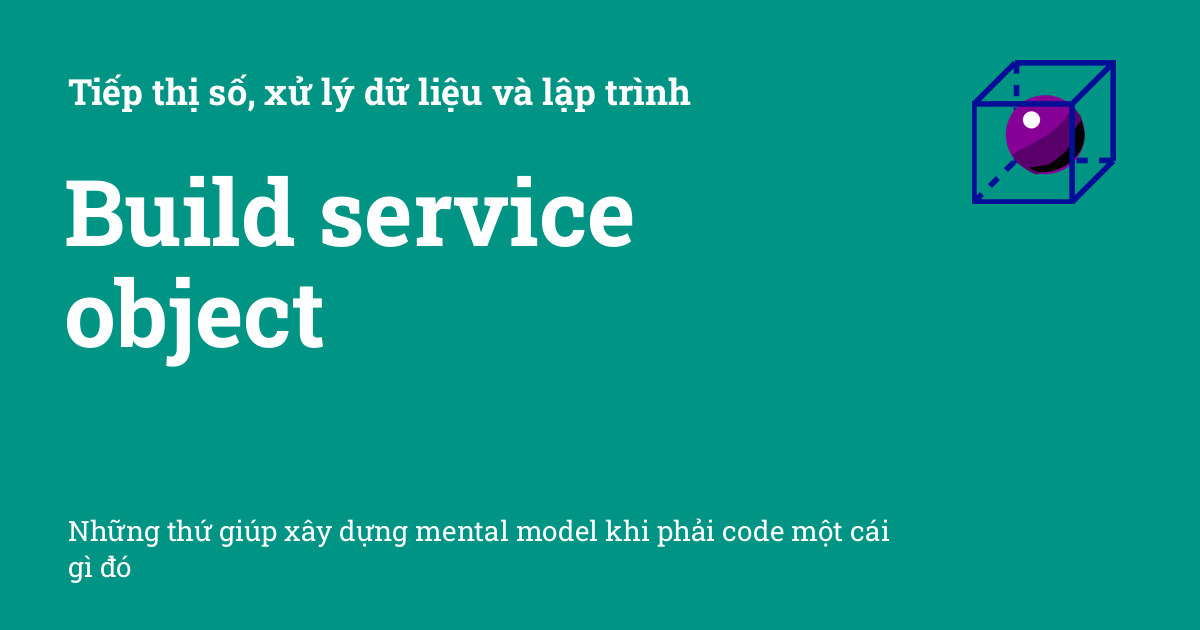 Tiếp thị số, xử lý dữ liệu và lập trình
Build service
object
Những thứ giúp xây dựng mental model khi phải code một cái
gì đó